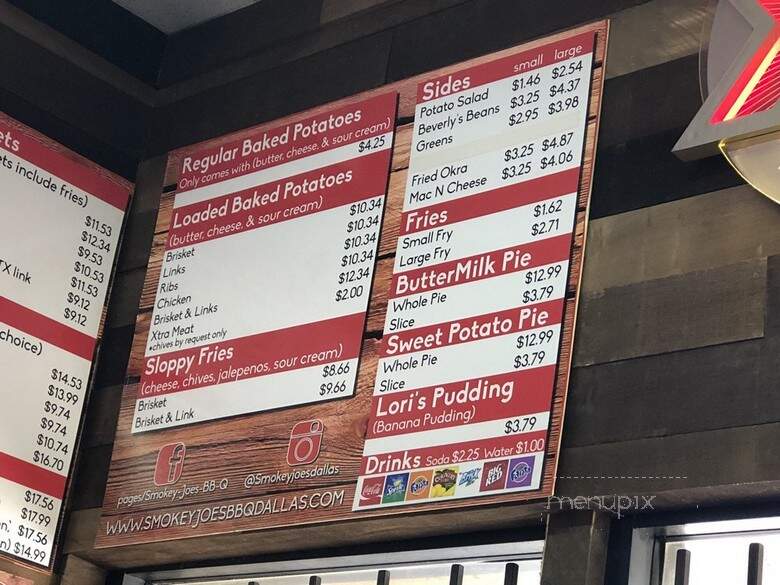 ets
ets include fries)
$11.53
$12.34
$9.53
$10.53
TX link $11.53
$9.12
$9.12
choice)
$14.53
$13.99
$9.74
$9.74
$10.74
$16.70
$17.56
$17.99
$17.56
$14.99
Regular Baked Potatoes
Only comes with (butter, cheese, & sour cream)
$4.25
Loaded Baked Potatoes
(butter, cheese, & sour cream)
Brisket $10.34
Links $10.34
Ribs $10.34
Chicken $10.34
Brisket & Links $12.34
Xtra Meat $2.00
*chives by request only
Sloppy Fries
(cheese, chives, jalepenos, sour cream)
Brisket $8.66
Brisket & Link $9.66
pages/Smokey-Joes-BB-Q @Smokeyjoesdallas
WWW.SMOKEYJOESBBQDALLAS.COM
Sides small large
Potato Salad $1.46 $2.54
Beverly's Beans $3.25 $4.37
Greens $2.95 $3.98
Fried Okra $3.25 $4.87
Mac N Cheese $3.25 $4.06
Fries
Small Fry $1.62
Large Fry $2.71
ButterMilk Pie
Whole Pie $12.99
Slice $3.79
Sweet Potato Pie
Whole Pie $12.99
Slice $3.79
Lori's Pudding
(Banana Pudding)
$3.79
Drinks Soda $2.25 Water $1.00
Coca-Cola Sprite Fanta BIG RED Fanta
menupix